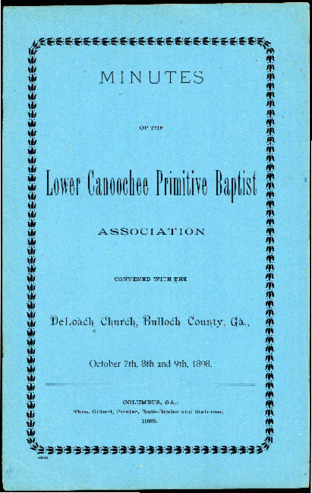 MINUTES
OF THE
Lower Canoochee Primitive Baptist
ASSOCIATION
CONVENED WITH THE
DeLoach Church, Bulloch County, Ga.,
October 7th, 8th and 9th, 1898.
COLUMBUS, GA.:
Thos. Gilbert, Printer, Book-Binder and Stationer,
1898.